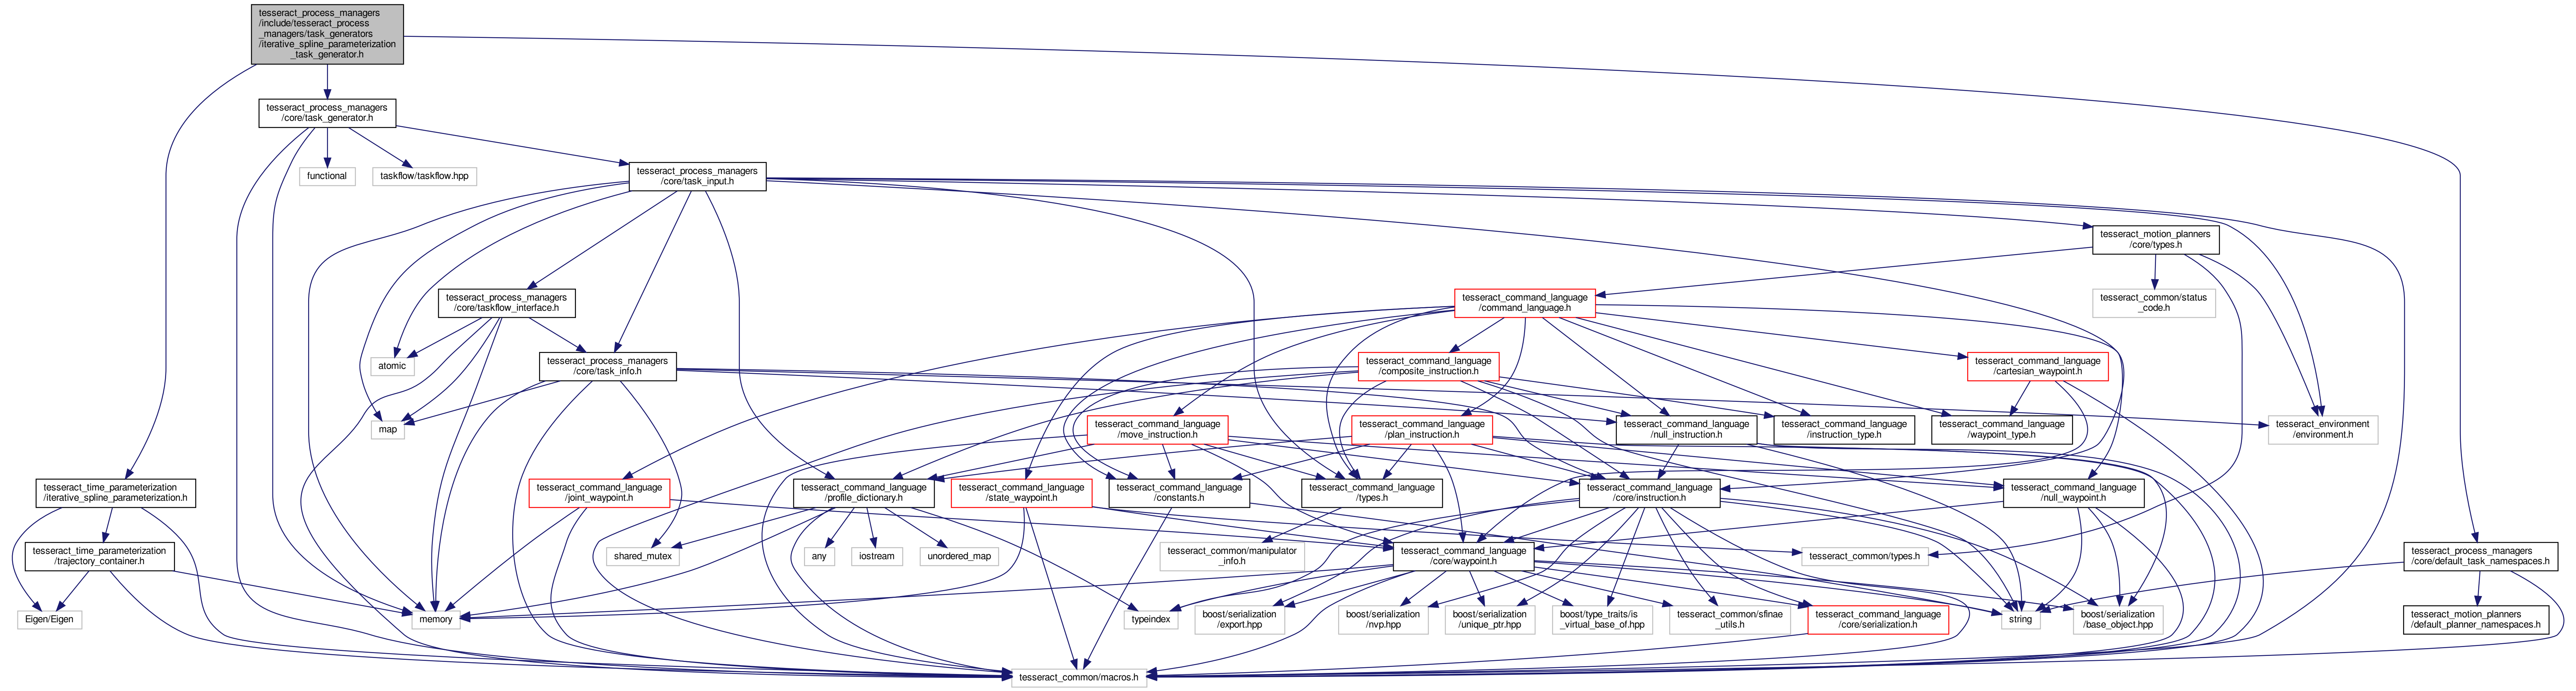 tesseract_process_managers
/include/tesseract_process
_managers/task_generators
/iterative_spline_parameterization
_task_generator.h
tesseract_process_managers
/core/task_generator.h
functional
taskflow/taskflow.hpp
tesseract_process_managers
/core/task_input.h
tesseract_motion_planners
/core/types.h
tesseract_process_managers
/core/taskflow_interface.h
tesseract_command_language
/command_language.h
tesseract_common/status
_code.h
atomic
tesseract_process_managers
/core/task_info.h
tesseract_command_language
/composite_instruction.h
tesseract_command_language
/cartesian_waypoint.h
map
tesseract_command_language
/move_instruction.h
tesseract_command_language
/plan_instruction.h
tesseract_command_language
/null_instruction.h
tesseract_command_language
/instruction_type.h
tesseract_command_language
/waypoint_type.h
tesseract_environment
/environment.h
tesseract_time_parameterization
/iterative_spline_parameterization.h
tesseract_command_language
/joint_waypoint.h
tesseract_command_language
/profile_dictionary.h
tesseract_command_language
/state_waypoint.h
tesseract_command_language
/constants.h
tesseract_command_language
/types.h
tesseract_command_language
/core/instruction.h
tesseract_command_language
/null_waypoint.h
tesseract_time_parameterization
/trajectory_container.h
shared_mutex
any
iostream
unordered_map
tesseract_common/manipulator
_info.h
tesseract_command_language
/core/waypoint.h
tesseract_common/types.h
tesseract_process_managers
/core/default_task_namespaces.h
Eigen/Eigen
memory
typeindex
boost/serialization
/export.hpp
boost/serialization
/nvp.hpp
boost/serialization
/unique_ptr.hpp
boost/type_traits/is
_virtual_base_of.hpp
tesseract_common/sfinae
_utils.h
tesseract_command_language
/core/serialization.h
string
boost/serialization
/base_object.hpp
tesseract_motion_planners
/default_planner_namespaces.h
tesseract_common/macros.h